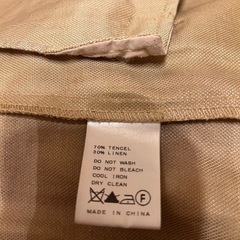 70% TENCEL
30% LINEN
DO NOT WASH
DO NOT BLEACH
COOL IRON
DRY CLEAN
F
MADE IN CHINA